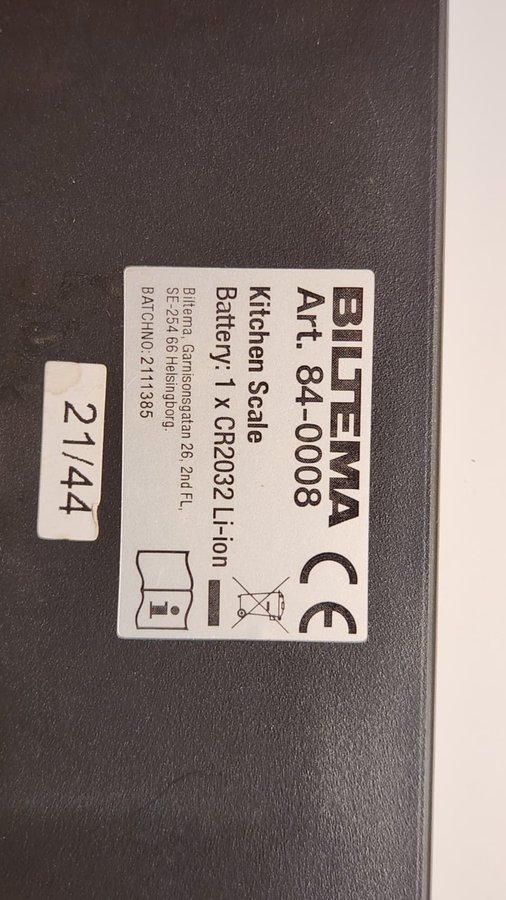 BILTEMA CE
Art. 84-0008
Kitchen Scale
Battery: 1 x CR2032 Li-ion
Biltema, Garnisonsgatan 26, 2nd FL,
SE-254 66 Helsingborg.
BATCHNO: 2111385
21/44